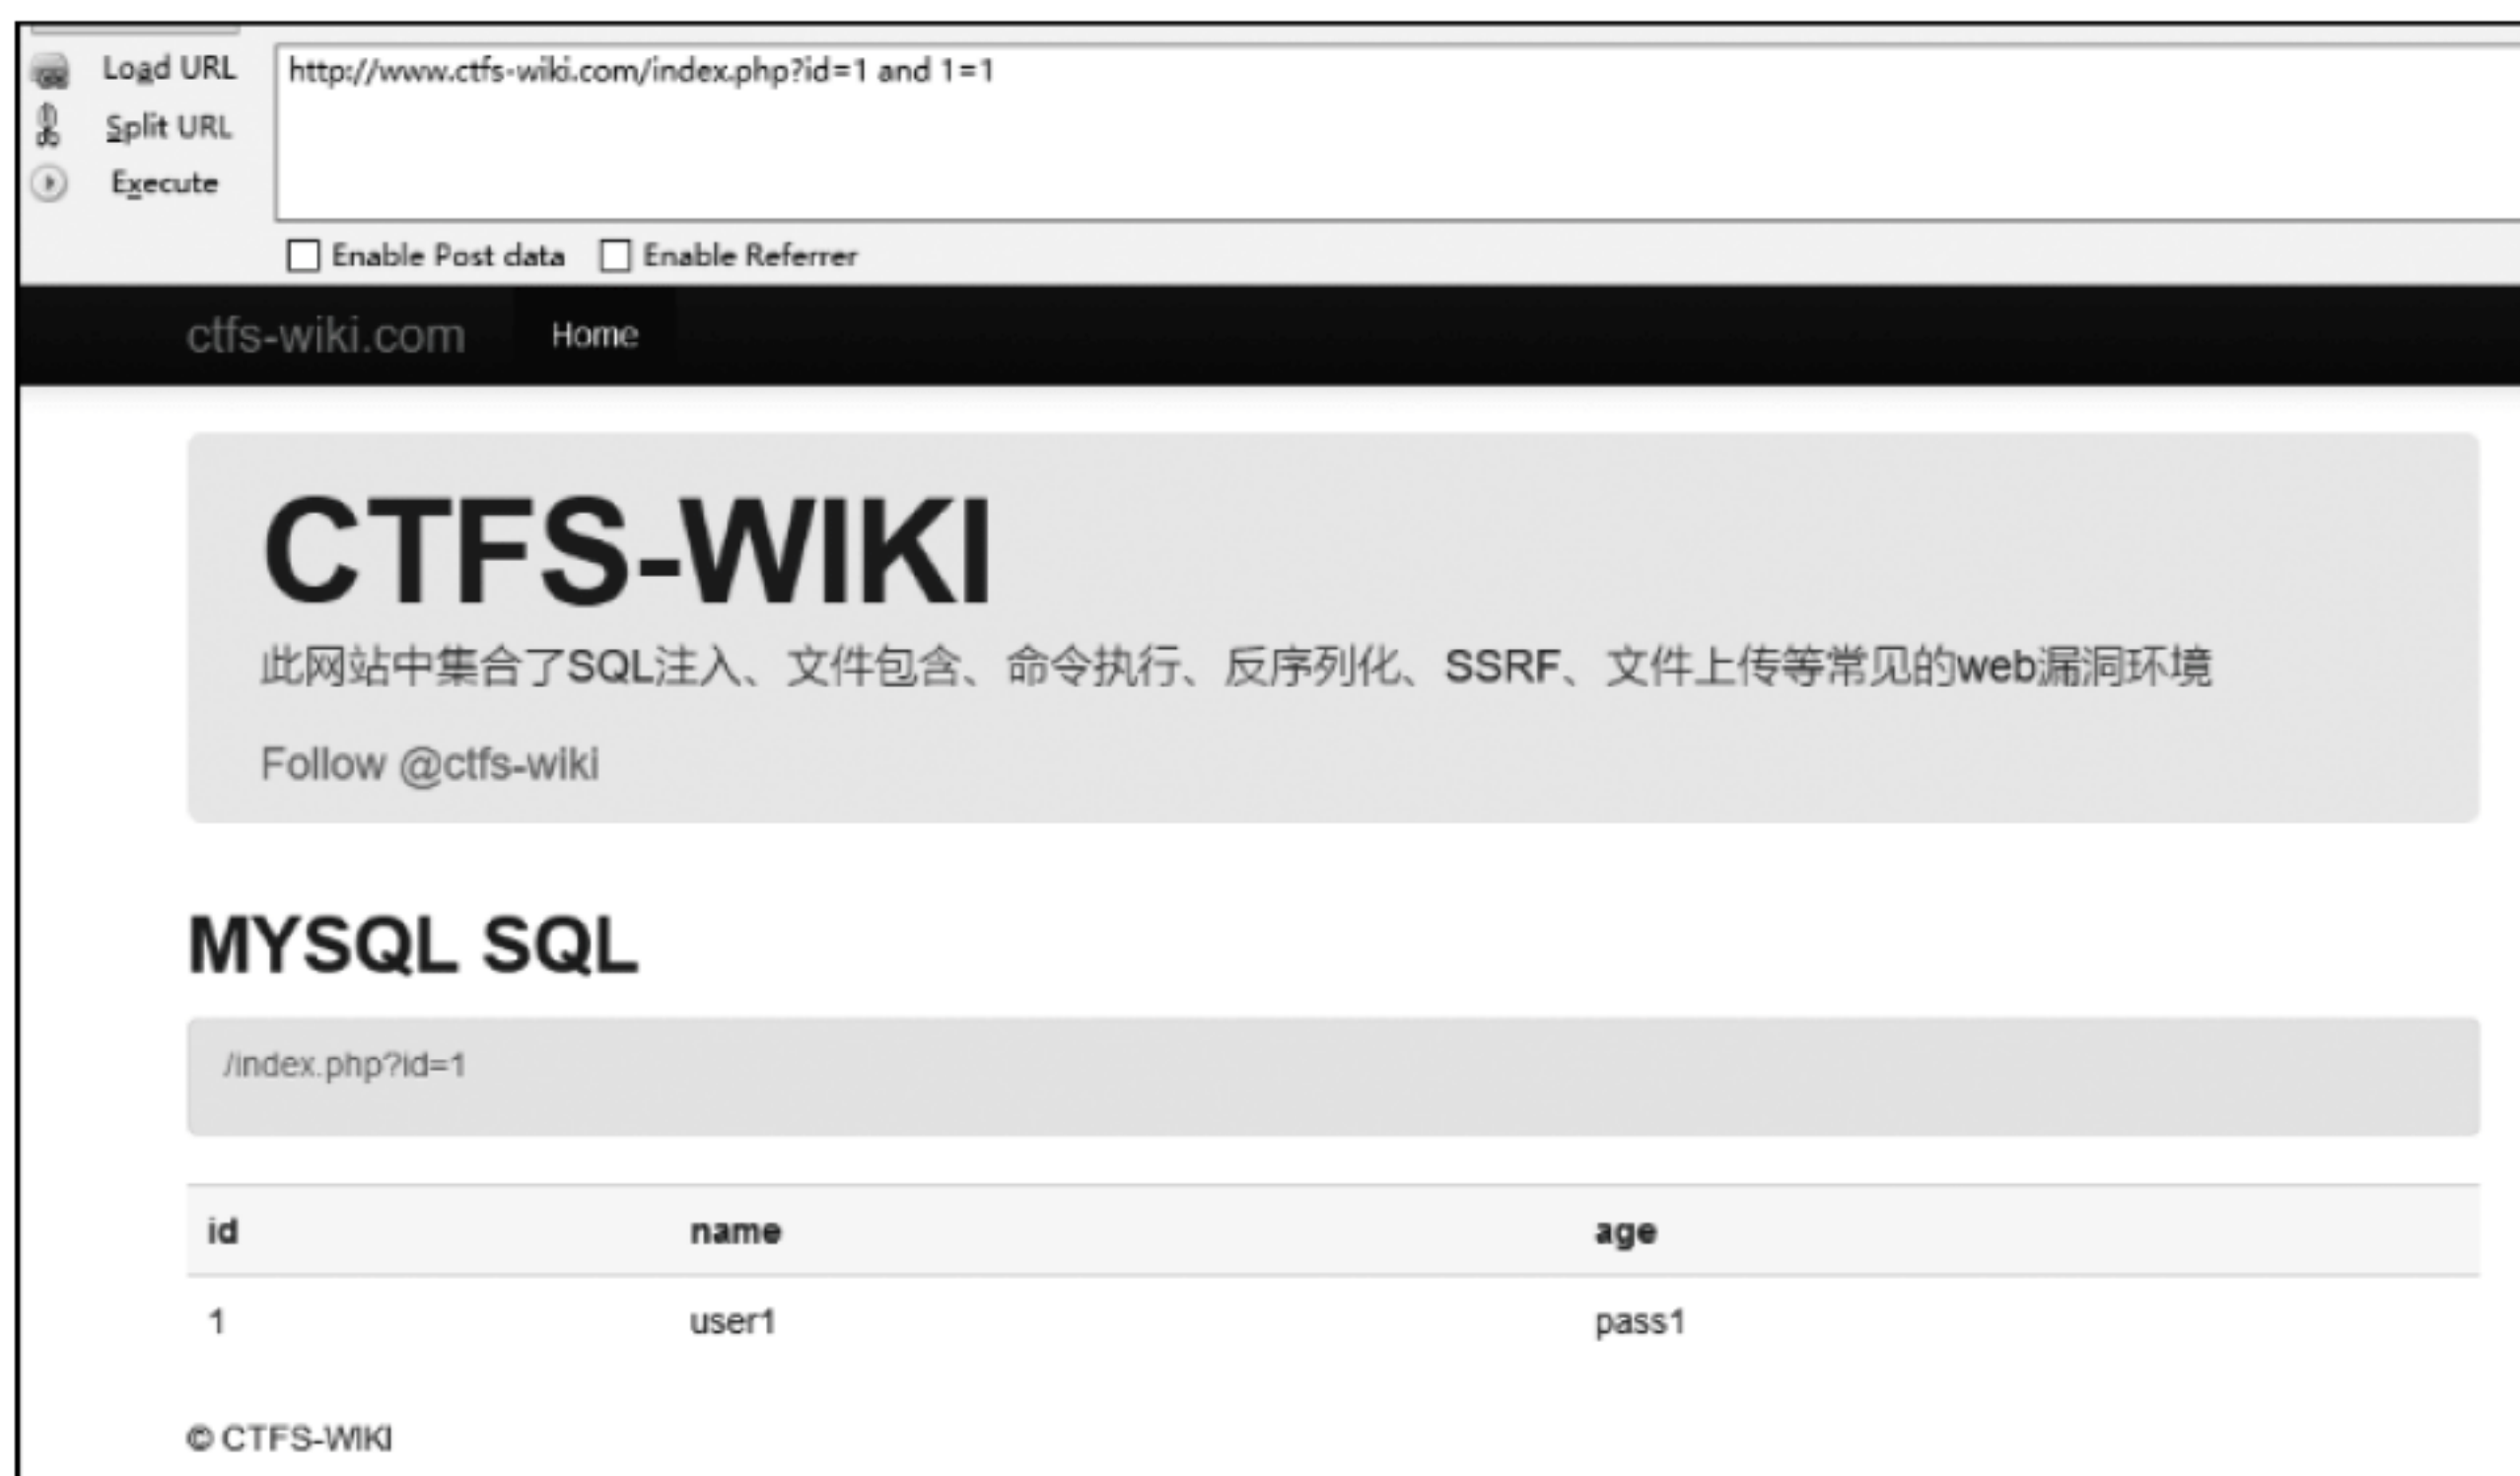 Load URL
http://www.ctfs-wiki.com/index.php?id=1 and 1=1
Split URL
Execute
Enable Post data Enable Referrer
ctfs-wiki.com Home
CTFS-WIKI
此网站中集合了SQL注入、文件包含、命令执行、反序列化、SSRF、文件上传等常见的web漏洞环境
Follow @ctfs-wiki
MYSQL SQL
/index.php?id=1
id name age
1 user1 pass1
© CTFS-WIKI